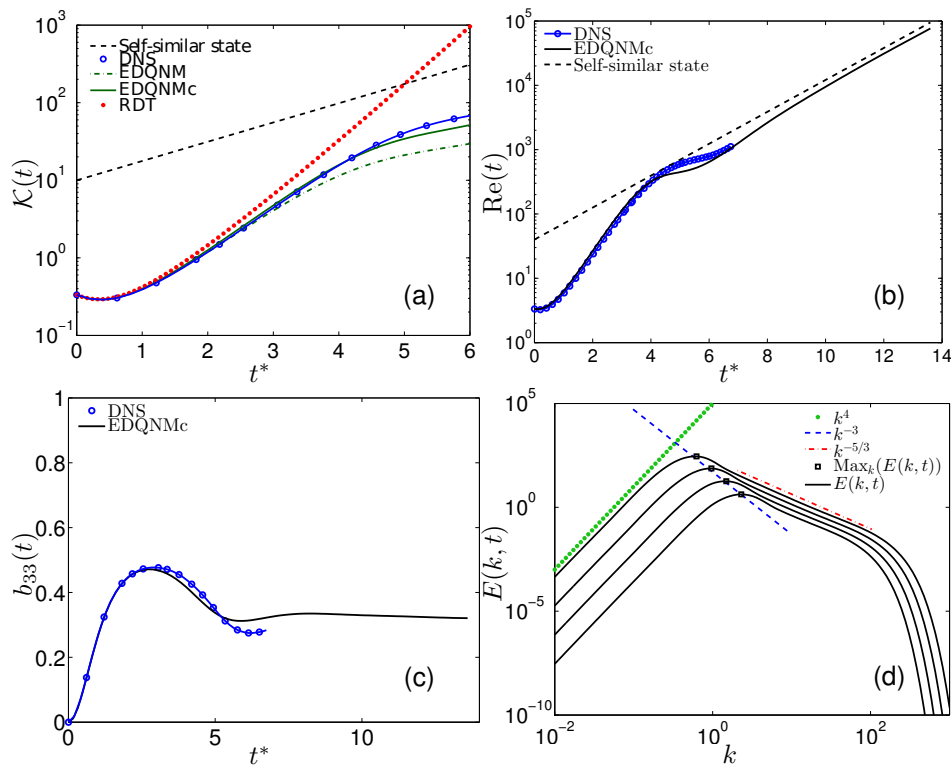 10^3
10^2
10^1
10^0
10^-1
K(t)
Self-similar state
DNS
EDQNM
EDQNMc
RDT
(a)
0 1 2 3 4 5 6
t*
10^5
10^4
10^3
10^2
10^1
10^0
Re(t)
DNS
EDQNMc
Self-similar state
(b)
0 2 4 6 8 10 12 14
t*
1
0.8
0.6
0.4
0.2
0
b_33(t)
DNS
EDQNMc
(c)
0 5 10
t*
10^5
10^0
10^-5
10^-10
E(k, t)
k^4
k^-3
k^-5/3
Max_k(E(k, t))
E(k, t)
(d)
10^-2 10^0 10^2
k